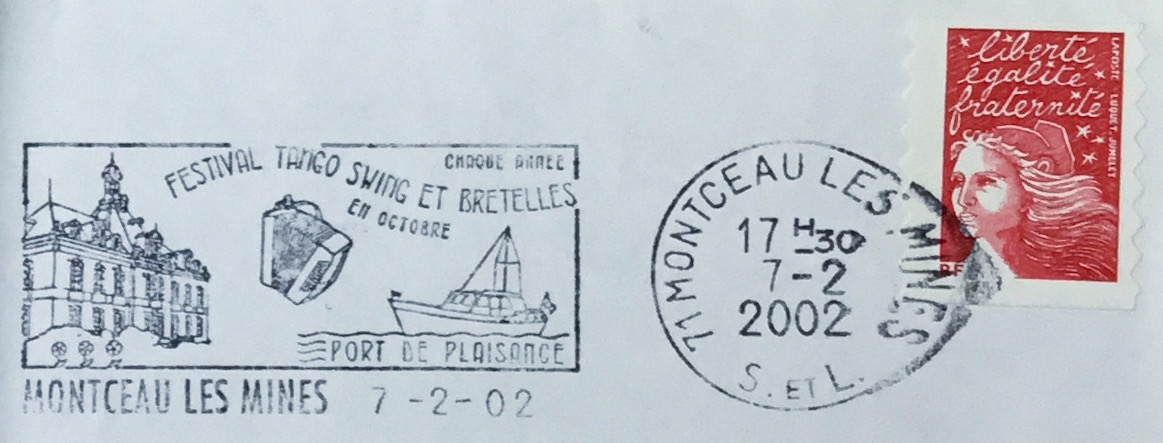 FESTIVAL TANGO SWING ET BRETELLES
CHAQUE ANNEE
EN OCTOBRE
PORT DE PLAISANCE
MONTCEAU LES MINES 7-2-02
71 MONTCEAU LES MINES
17 H 30
7-2
2002
S. ET L.
liberté
égalité
fraternité
LAPOSTE LUQUET.JUMELET
RF